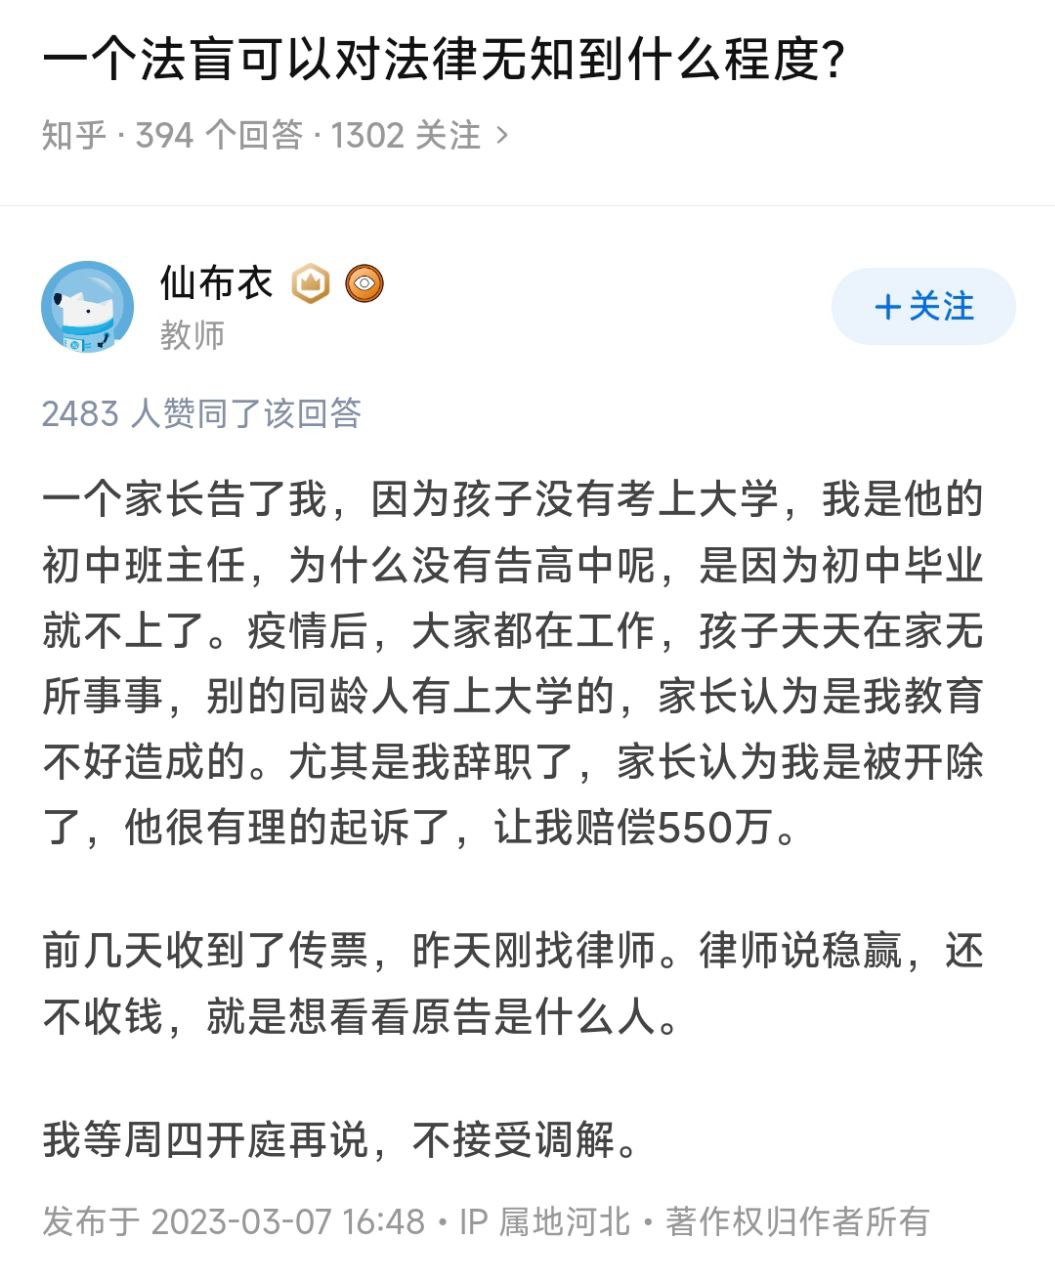 一个法盲可以对法律无知到什么程度?
知乎 · 394 个回答 · 1302 关注 >
仙布衣
教师
+关注
2483 人赞同了该回答
一个家长告了我，因为孩子没有考上大学，我是他的
初中班主任，为什么没有告高中呢，是因为初中毕业
就不上了。疫情后，大家都在工作，孩子天天在家无
所事事，别的同龄人有上大学的，家长认为是我教育
不好造成的。尤其是我辞职了，家长认为我是被开除
了，他很有理的起诉了，让我赔偿550万。
前几天收到了传票，昨天刚找律师。律师说稳赢，还
不收钱，就是想看看原告是什么人。
我等周四开庭再说，不接受调解。
发布于 2023-03-07 16:48 • IP 属地河北 • 著作权归作者所有